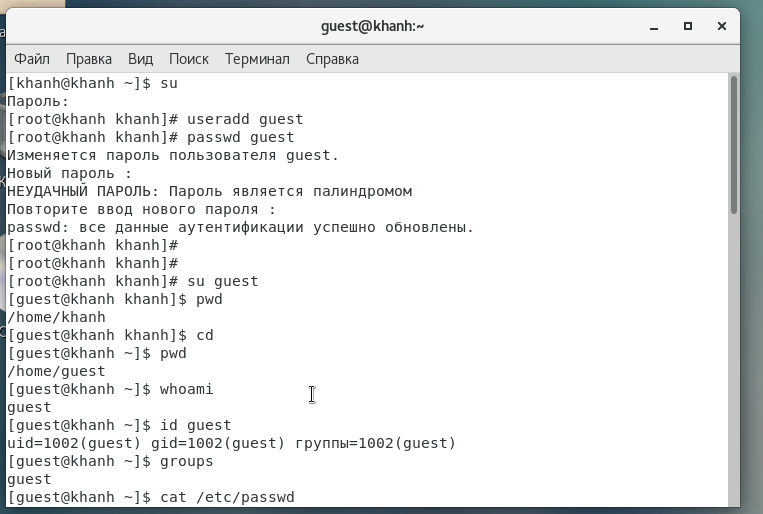 guest@khanh:~
Файл Правка Вид Поиск Терминал Справка
[khanh@khanh ~]$ su
Пароль:
[root@khanh khanh]# useradd guest
[root@khanh khanh]# passwd guest
Изменяется пароль пользователя guest.
Новый пароль :
НЕУДАЧНЫЙ ПАРОЛЬ: Пароль является палиндромом
Повторите ввод нового пароля :
passwd: все данные аутентификации успешно обновлены.
[root@khanh khanh]#
[root@khanh khanh]#
[root@khanh khanh]# su guest
[guest@khanh khanh]$ pwd
/home/khanh
[guest@khanh khanh]$ cd
[guest@khanh ~]$ pwd
/home/guest
[guest@khanh ~]$ whoami
guest
[guest@khanh ~]$ id guest
uid=1002(guest) gid=1002(guest) группы=1002(guest)
[guest@khanh ~]$ groups
guest
[guest@khanh ~]$ cat /etc/passwd